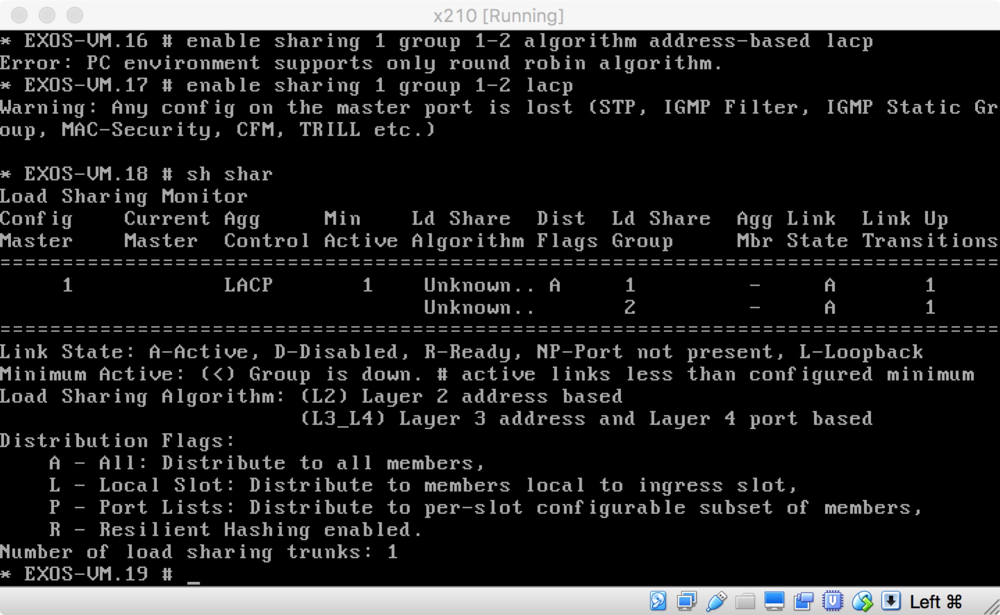 x210 [Running]
* EXOS-VM.16 # enable sharing 1 group 1-2 algorithm address-based lacp
Error: PC environment supports only round robin algorithm.
* EXOS-VM.17 # enable sharing 1 group 1-2 lacp
Warning: Any config on the master port is lost (STP, IGMP Filter, IGMP Static Gr
oup, MAC-Security, CFM, TRILL etc.)
* EXOS-VM.18 # sh shar
Load Sharing Monitor
Config    Current Agg     Min    Ld Share  Dist  Ld Share  Agg Link  Link Up
Master    Master  Control Active Algorithm Flags Group     Mbr State Transitions
================================================================================
     1            LACP       1    Unknown.. A     1         -     A       1
                                  Unknown..       2         -     A       1
================================================================================
Link State: A-Active, D-Disabled, R-Ready, NP-Port not present, L-Loopback
Minimum Active: (<) Group is down. # active links less than configured minimum
Load Sharing Algorithm: (L2) Layer 2 address based
                        (L3_L4) Layer 3 address and Layer 4 port based
Distribution Flags:
    A - All: Distribute to all members,
    L - Local Slot: Distribute to members local to ingress slot,
    P - Port Lists: Distribute to per-slot configurable subset of members,
    R - Resilient Hashing enabled.
Number of load sharing trunks: 1
* EXOS-VM.19 # _
Left ⌘